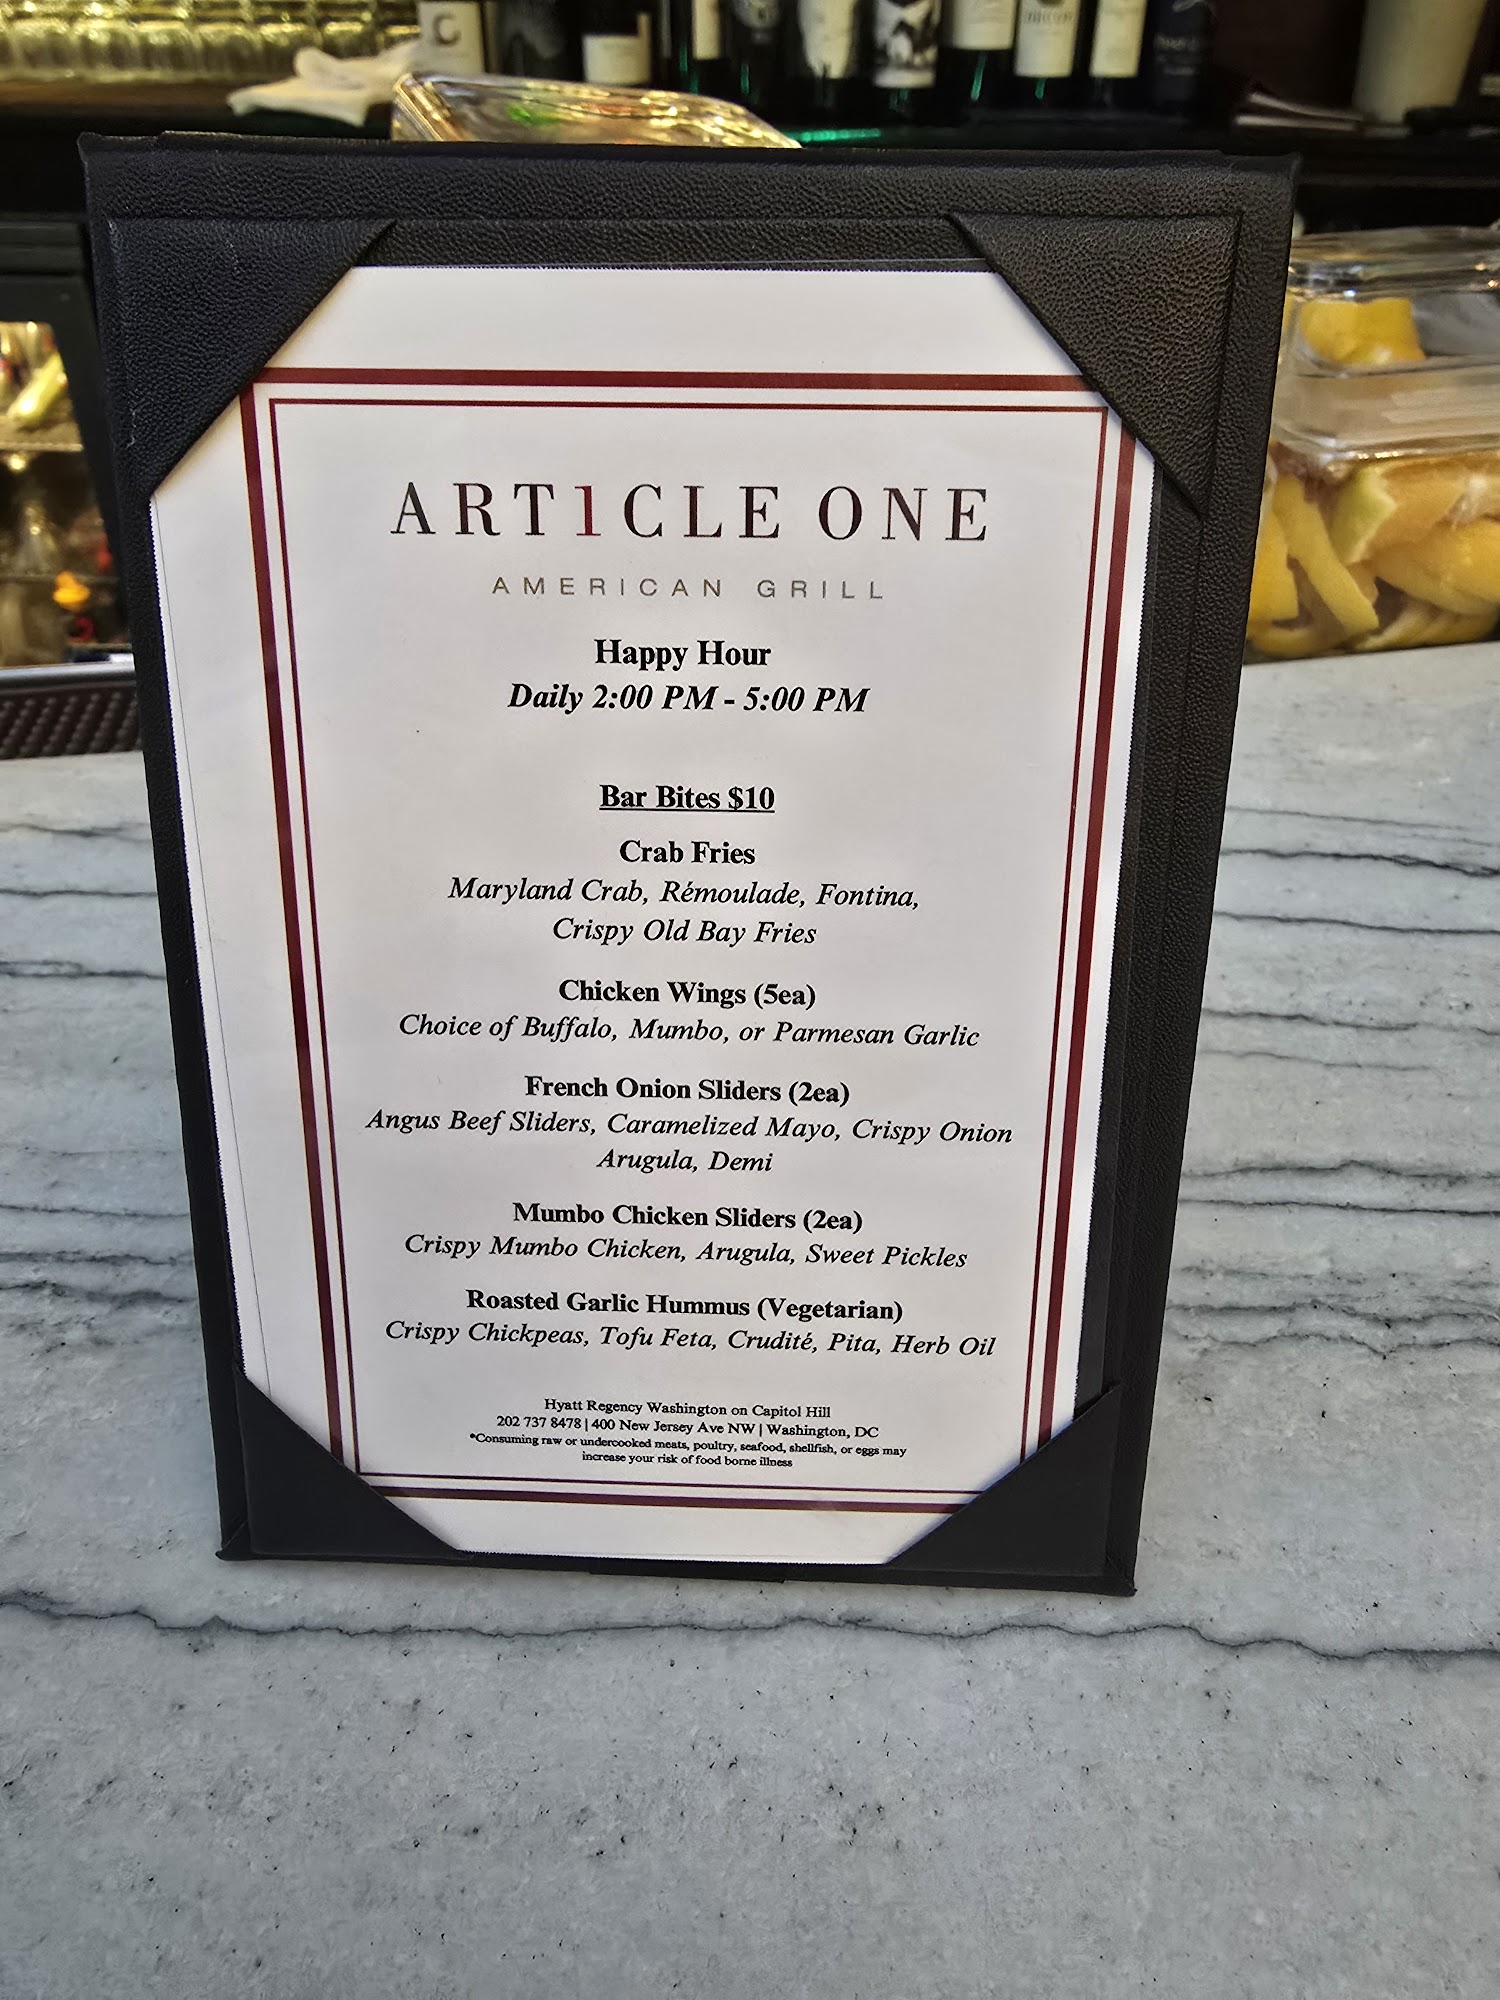 ART1CLE ONE
AMERICAN GRILL
Happy Hour
Daily 2:00 PM - 5:00 PM
Bar Bites $10
Crab Fries
Maryland Crab, Rémoulade, Fontina,
Crispy Old Bay Fries
Chicken Wings (5ea)
Choice of Buffalo, Mumbo, or Parmesan Garlic
French Onion Sliders (2ea)
Angus Beef Sliders, Caramelized Mayo, Crispy Onion
Arugula, Demi
Mumbo Chicken Sliders (2ea)
Crispy Mumbo Chicken, Arugula, Sweet Pickles
Roasted Garlic Hummus (Vegetarian)
Crispy Chickpeas, Tofu Feta, Crudité, Pita, Herb Oil
Hyatt Regency Washington on Capitol Hill
202 737 8478 | 400 New Jersey Ave NW | Washington, DC
*Consuming raw or undercooked meats, poultry, seafood, shellfish, or eggs may
increase your risk of food borne illness